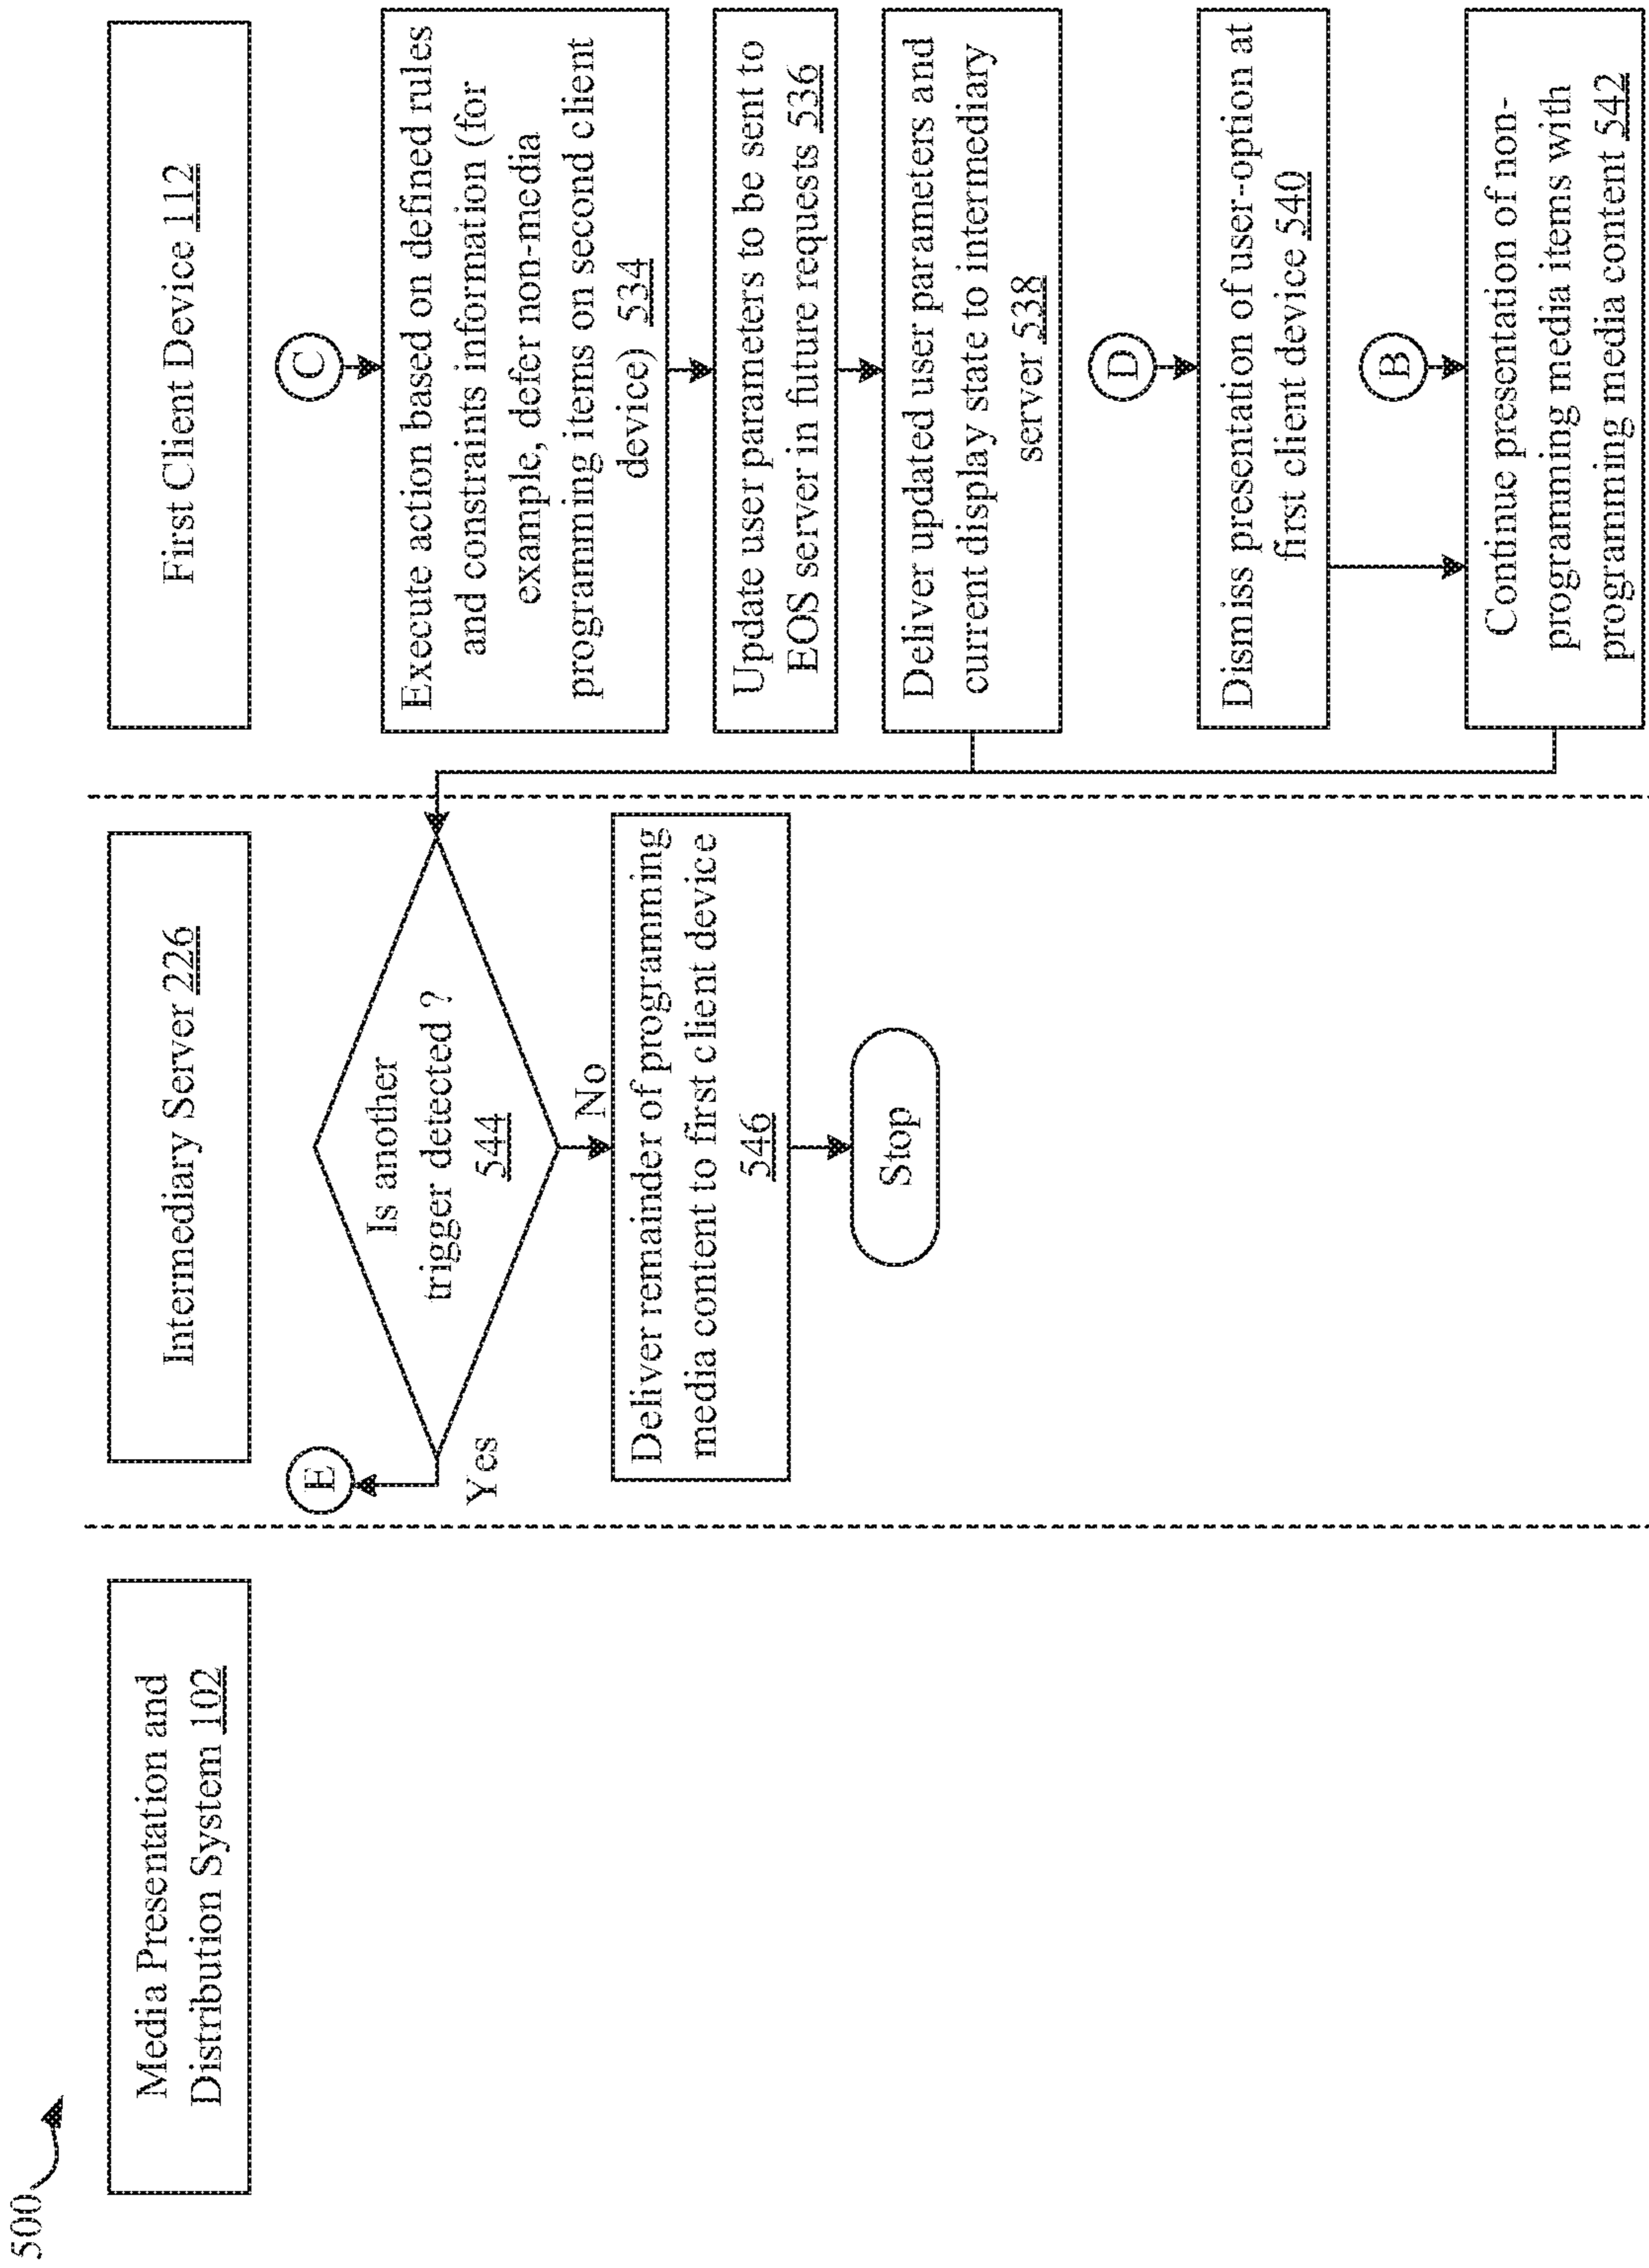 500
Media Presentation and
Distribution System 102
Intermediary Server 226
First Client Device 112
E
Yes
Is another
trigger detected ?
544
No
Deliver remainder of programming
media content to first client device
546
Stop
C
Execute action based on defined rules
and constraints information (for
example, defer non-media
programming items on second client
device) 534
Update user parameters to be sent to
EOS server in future requests 536
Deliver updated user parameters and
current display state to intermediary
server 538
D
Dismiss presentation of user-option at
first client device 540
B
Continue presentation of non-
programming media items with
programming media content 542